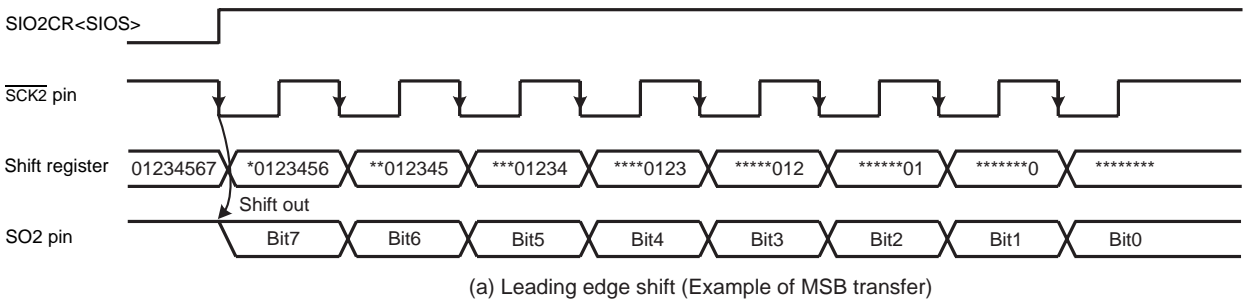 SIO2CR<SIOS>
SCK2 pin
Shift register 01234567 *0123456 **012345 ***01234 ****0123 *****012 ******01 *******0 ********
Shift out
SO2 pin Bit7 Bit6 Bit5 Bit4 Bit3 Bit2 Bit1 Bit0
(a) Leading edge shift (Example of MSB transfer)